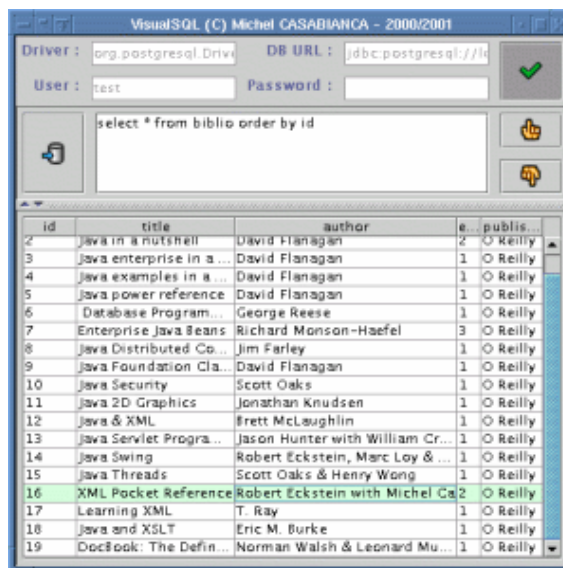 VisualSQL (C) Michel CASABIANCA - 2000/2001
Driver : org.postgresql.Drive DB URL : jdbc:postgresql://lo
User : test Password :
select * from biblio order by id
id title author e... publis...
2 Java in a nutshell David Flanagan 2 O Reilly
3 Java enterprise in a ... David Flanagan 1 O Reilly
4 Java examples in a ... David Flanagan 1 O Reilly
5 Java power reference David Flanagan 1 O Reilly
6 Database Program... George Reese 1 O Reilly
7 Enterprise Java Beans Richard Monson-Haefel 3 O Reilly
8 Java Distributed Co... Jim Farley 1 O Reilly
9 Java Foundation Cla... David Flanagan 1 O Reilly
10 Java Security Scott Oaks 1 O Reilly
11 Java 2D Graphics Jonathan Knudsen 1 O Reilly
12 Java & XML Brett McLaughlin 1 O Reilly
13 Java Servlet Progra... Jason Hunter with William Cr... 1 O Reilly
14 Java Swing Robert Eckstein, Marc Loy & ... 1 O Reilly
15 Java Threads Scott Oaks & Henry Wong 1 O Reilly
16 XML Pocket Reference Robert Eckstein with Michel Ca 2 O Reilly
17 Learning XML T. Ray 1 O Reilly
18 Java and XSLT Eric M. Burke 1 O Reilly
19 DocBook: The Defin... Norman Walsh & Leonard Mu... 1 O Reilly